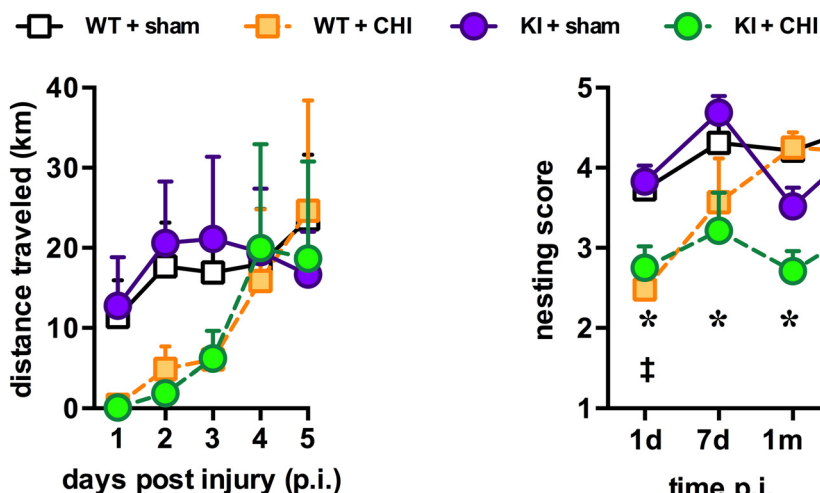 WT + sham WT + CHI KI + sham KI + CHI
distance traveled (km)
40
30
20
10
0
1 2 3 4 5
days post injury (p.i.)
nesting score
5
4
3
2
1
* * *
‡
1d 7d 1m
time p.i.